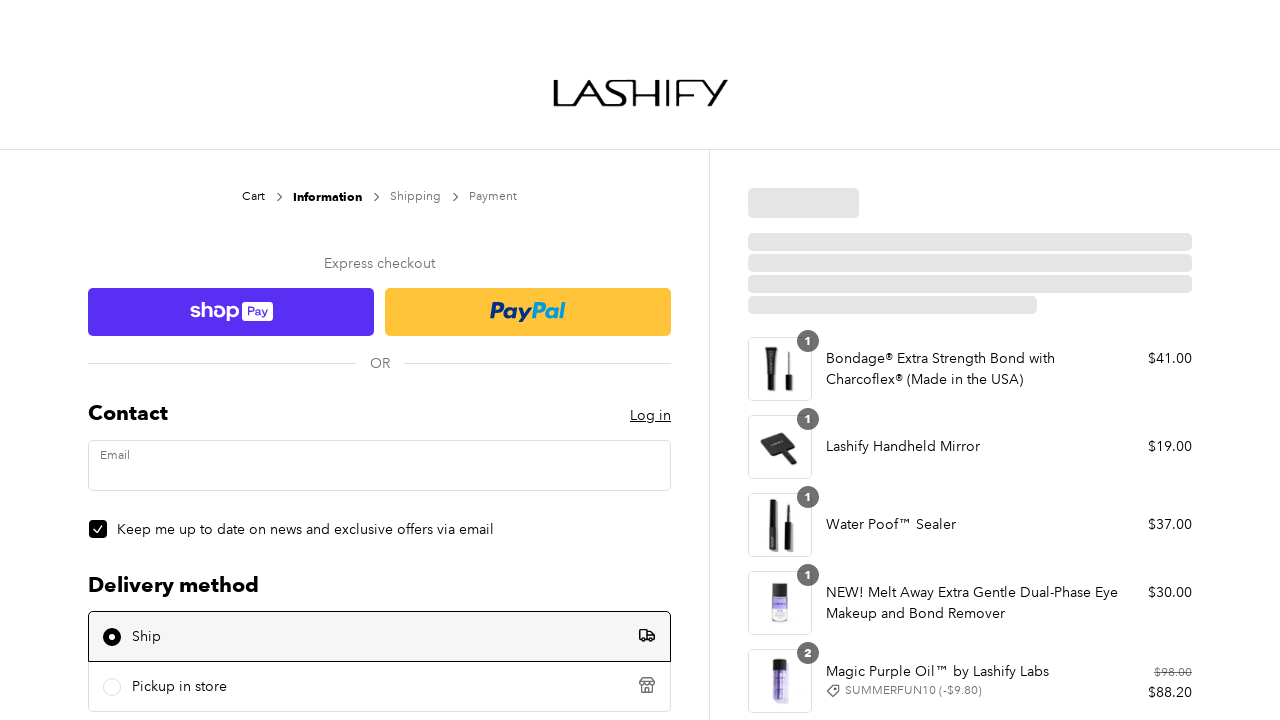 LASHIFY
Cart
Information
Shipping
Payment
Express checkout
shop Pay
PayPal
OR
Contact
Log in
Email
Keep me up to date on news and exclusive offers via email
Delivery method
Ship
Pickup in store
1
Bondage® Extra Strength Bond with
Charcoflex® (Made in the USA)
$41.00
1
Lashify Handheld Mirror
$19.00
1
Water Poof™ Sealer
$37.00
1
NEW! Melt Away Extra Gentle Dual-Phase Eye
Makeup and Bond Remover
$30.00
2
Magic Purple Oil™ by Lashify Labs
SUMMERFUN10 (-$9.80)
$98.00
$88.20